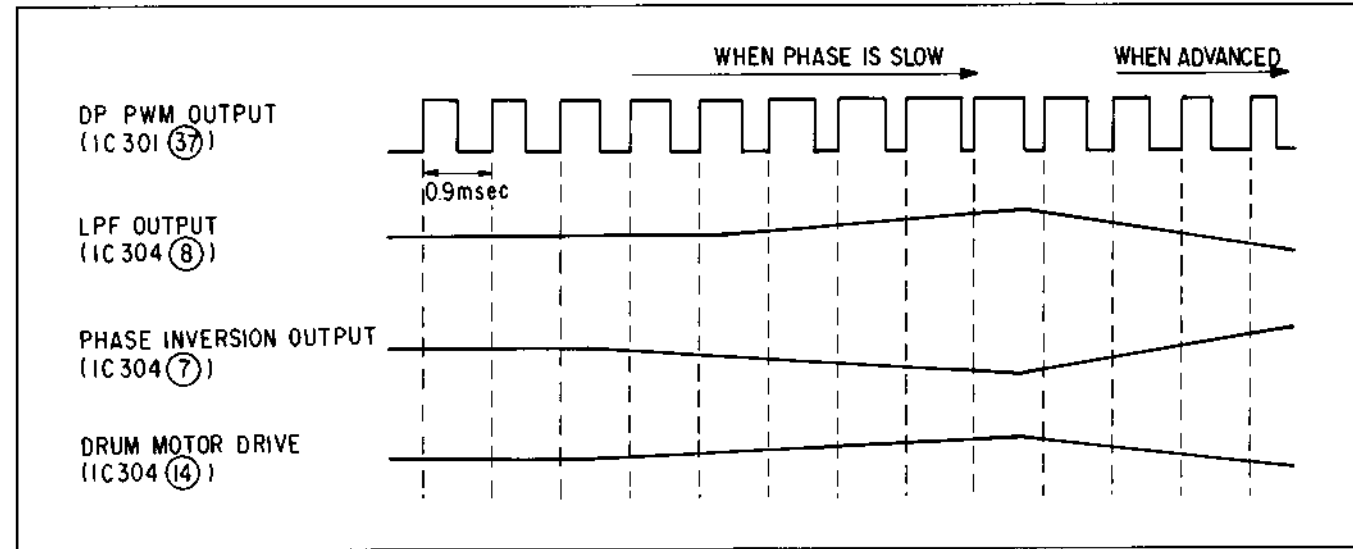 WHEN PHASE IS SLOW
WHEN ADVANCED
DP PWM OUTPUT
(IC301 37)
0.9msec
LPF OUTPUT
(IC304 8)
PHASE INVERSION OUTPUT
(IC304 7)
DRUM MOTOR DRIVE
(IC304 14)